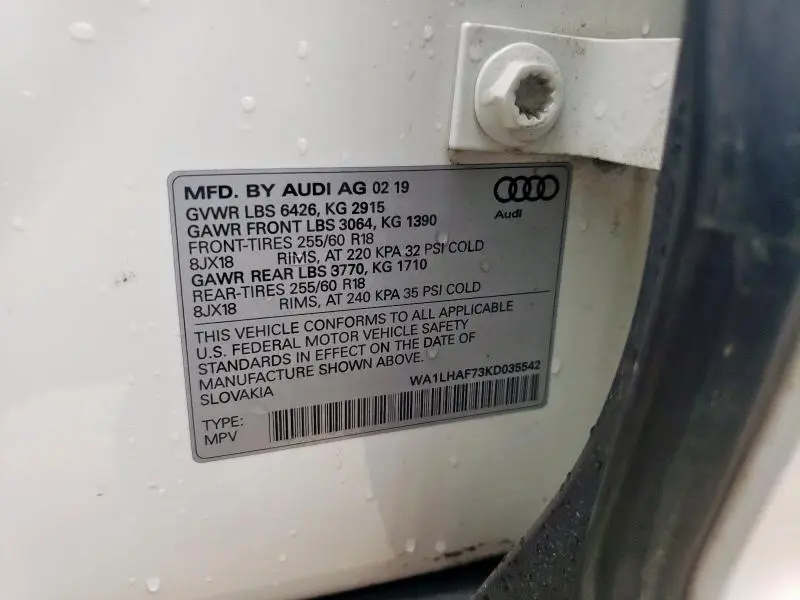 MFD. BY AUDI AG 02 19
Audi
GVWR LBS 6426, KG 2915
GAWR FRONT LBS 3064, KG 1390
FRONT-TIRES 255/60 R18
8JX18 RIMS, AT 220 KPA 32 PSI COLD
GAWR REAR LBS 3770, KG 1710
REAR-TIRES 255/60 R18
8JX18 RIMS, AT 240 KPA 35 PSI COLD
THIS VEHICLE CONFORMS TO ALL APPLICABLE
U.S. FEDERAL MOTOR VEHICLE SAFETY
STANDARDS IN EFFECT ON THE DATE OF
MANUFACTURE SHOWN ABOVE.
SLOVAKIA
WA1LHAF73KD035542
TYPE:
MPV